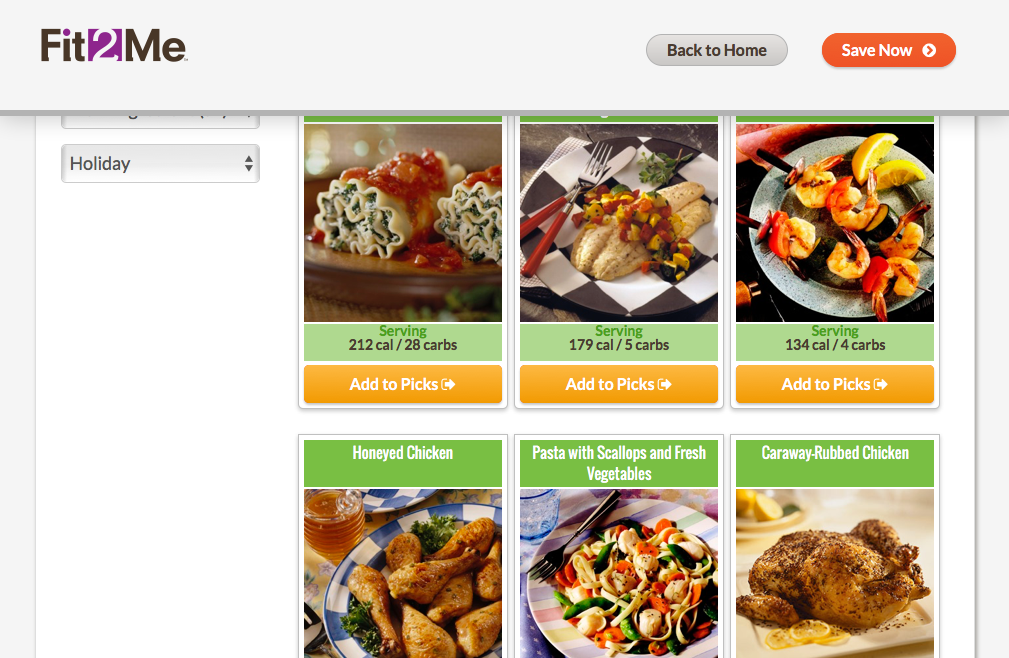 Fit2Me
Back to Home
Save Now
Holiday
Serving
212 cal / 28 carbs
Add to Picks
Serving
179 cal / 5 carbs
Add to Picks
Serving
134 cal / 4 carbs
Add to Picks
Honeyed Chicken
Pasta with Scallops and Fresh
Vegetables
Caraway-Rubbed Chicken